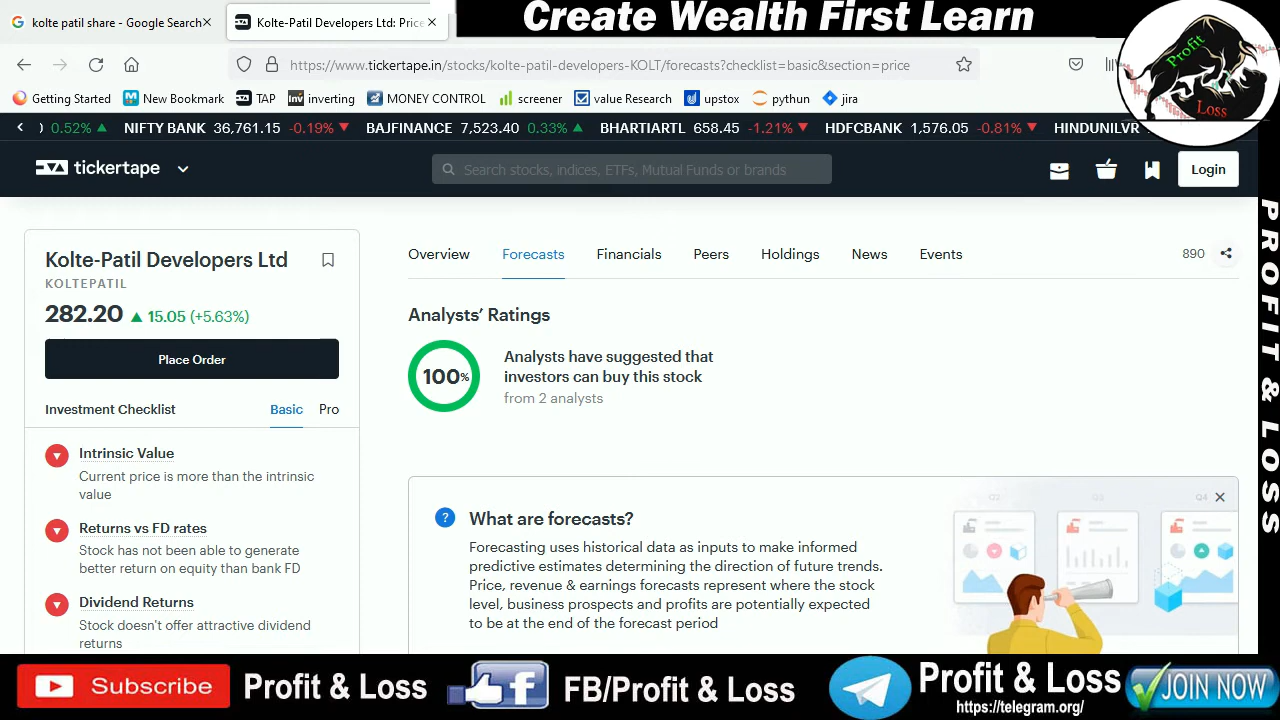 kolte patil share - Google Search
Kolte-Patil Developers Ltd: Price
Create Wealth First Learn
https://www.tickertape.in/stocks/kolte-patil-developers-KOLT/forecasts?checklist=basic&section=price
Getting Started
New Bookmark
TAP
inverting
MONEYCONTROL
screener
value Research
upstox
python
jira
Profit
Loss
0.52% ▲ NIFTY BANK 36,761.15 -0.19% ▼ BAJFINANCE 7,523.40 0.33% ▲ BHARTIARTL 658.45 -1.21% ▼ HDFCBANK 1,576.05 -0.81% ▼ HINDUNILVR
tickertape
Search stocks, indices, ETFs, Mutual Funds or brands
Login
Kolte-Patil Developers Ltd
KOLTEPATIL
282.20 ▲ 15.05 (+5.63%)
Place Order
Investment Checklist Basic Pro
Intrinsic Value
Current price is more than the intrinsic
value
Returns vs FD rates
Stock has not been able to generate
better return on equity than bank FD
Dividend Returns
Stock doesn't offer attractive dividend
returns
Overview Forecasts Financials Peers Holdings News Events 890
Analysts' Ratings
100%
Analysts have suggested that
investors can buy this stock
from 2 analysts
What are forecasts?
Forecasting uses historical data as inputs to make informed
predictive estimates determining the direction of future trends.
Price, revenue & earnings forecasts represent where the stock
level, business prospects and profits are potentially expected
to be at the end of the forecast period
Q2 Q3 Q4
PROFIT & LOSS
Subscribe
Profit & Loss
f
FB/Profit & Loss
Profit & Loss
https://telegram.org/
JOIN NOW